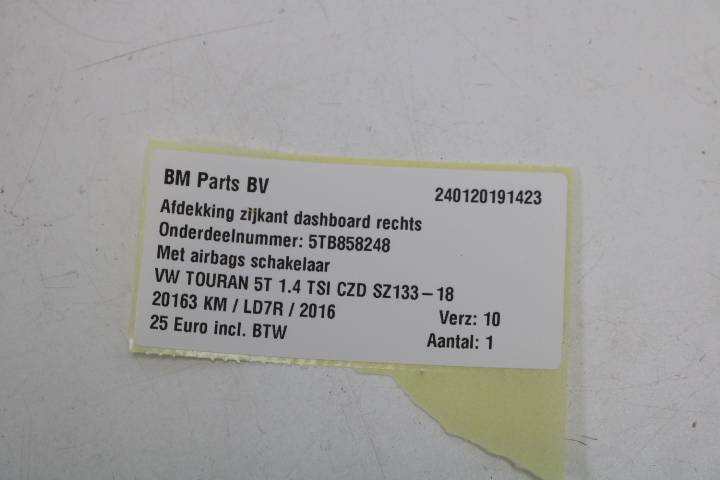 BM Parts BV 240120191423
Afdekking zijkant dashboard rechts
Onderdeelnummer: 5TB858248
Met airbags schakelaar
VW TOURAN 5T 1.4 TSI CZD SZ133-18
20163 KM / LD7R / 2016 Verz: 10
25 Euro incl. BTW Aantal: 1